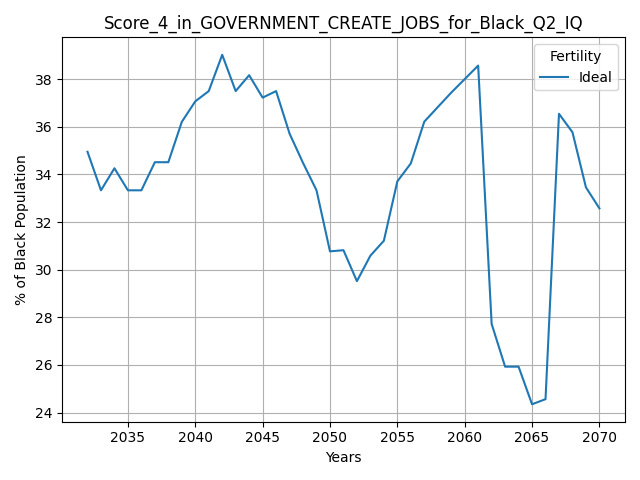 Score_4_in_GOVERNMENT_CREATE_JOBS_for_Black_Q2_IQ
Fertility
Ideal
% of Black Population
38
36
34
32
30
28
26
24
2035 2040 2045 2050 2055 2060 2065 2070
Years